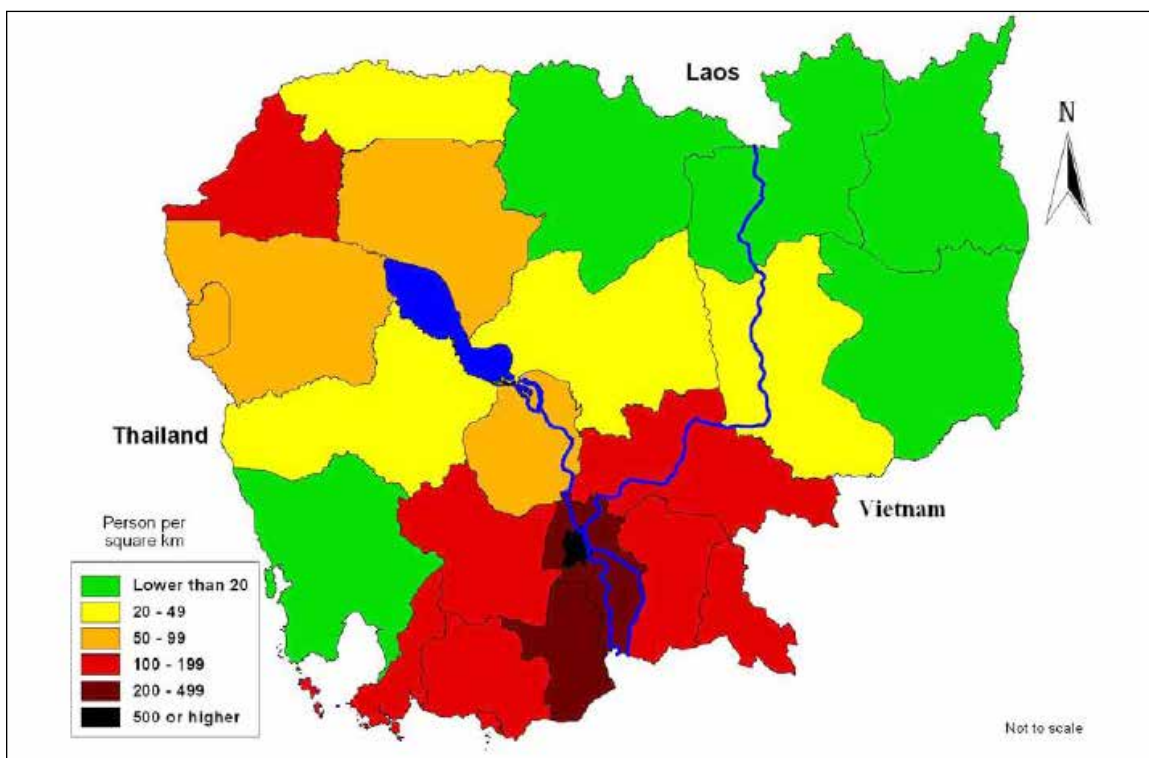 Laos
N
Thailand
Vietnam
Person per
square km
Lower than 20
20 - 49
50 - 99
100 - 199
200 - 499
500 or higher
Not to scale